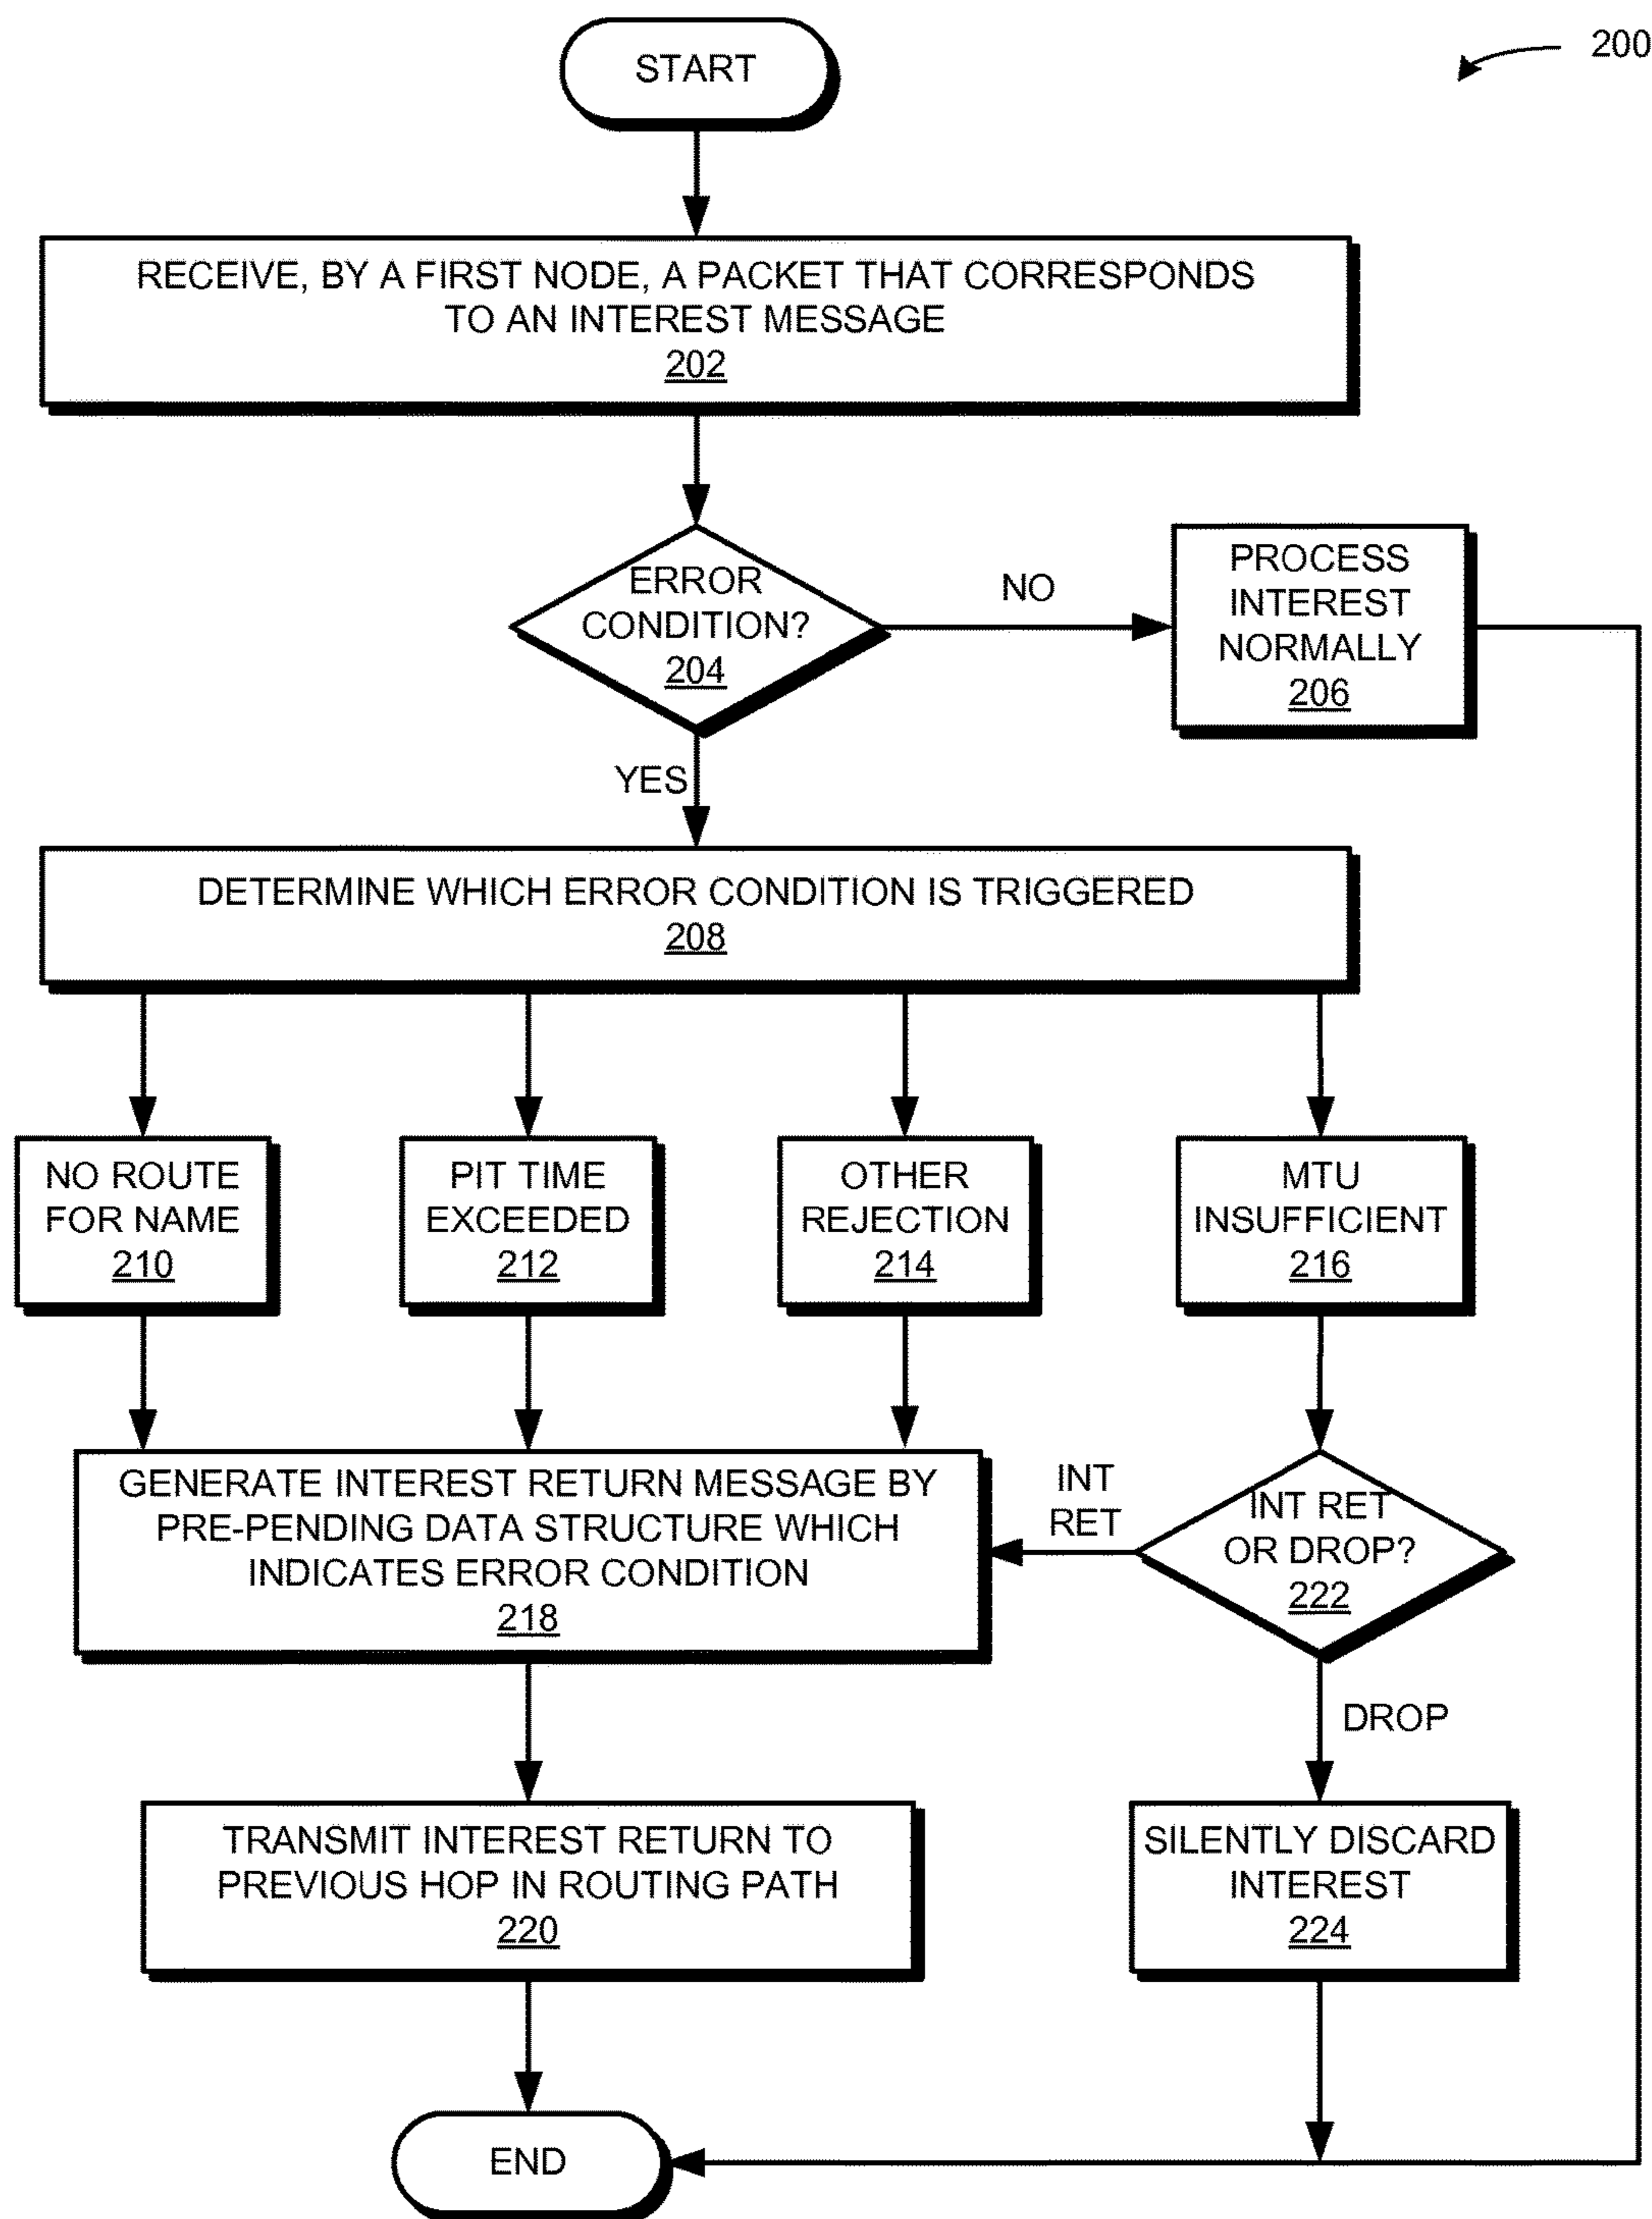 200
START
RECEIVE, BY A FIRST NODE, A PACKET THAT CORRESPONDS
TO AN INTEREST MESSAGE
202
ERROR
CONDITION?
204
NO
PROCESS
INTEREST
NORMALLY
206
YES
DETERMINE WHICH ERROR CONDITION IS TRIGGERED
208
NO ROUTE
FOR NAME
210
PIT TIME
EXCEEDED
212
OTHER
REJECTION
214
MTU
INSUFFICIENT
216
GENERATE INTEREST RETURN MESSAGE BY
PRE-PENDING DATA STRUCTURE WHICH
INDICATES ERROR CONDITION
218
INT
RET
INT RET
OR DROP?
222
DROP
TRANSMIT INTEREST RETURN TO
PREVIOUS HOP IN ROUTING PATH
220
SILENTLY DISCARD
INTEREST
224
END